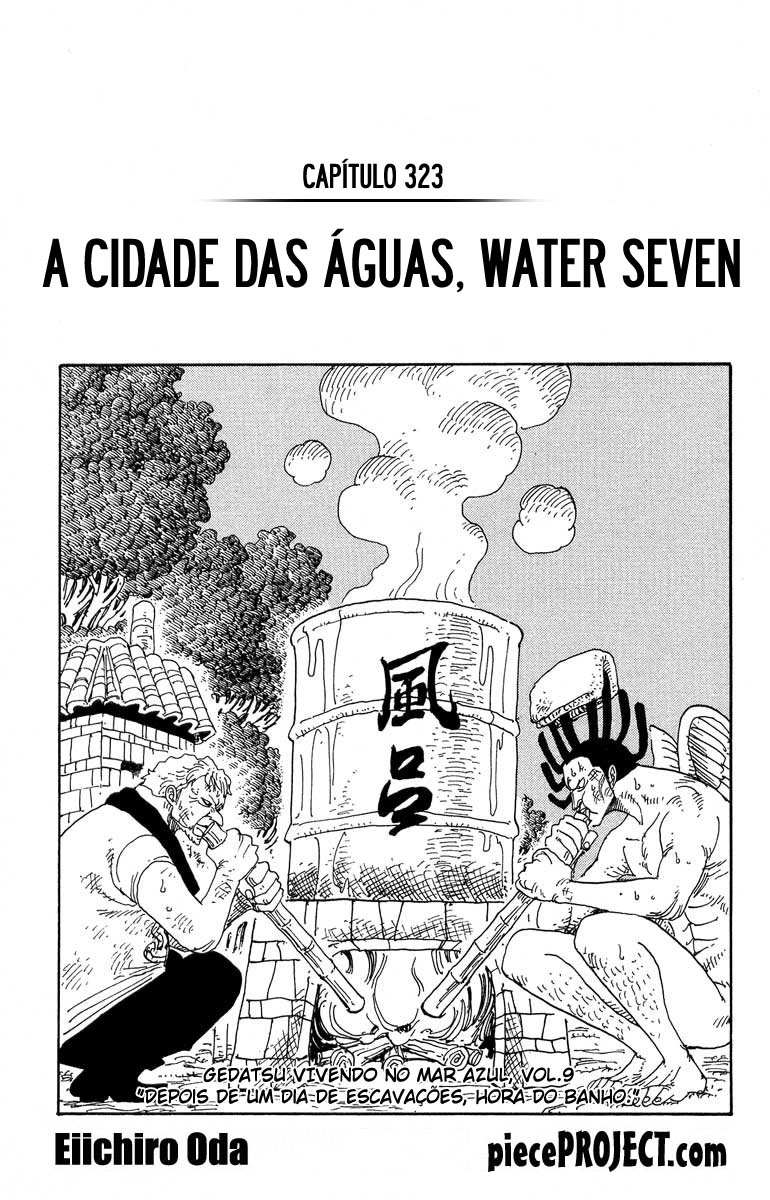 CAPÍTULO 323
A CIDADE DAS ÁGUAS, WATER SEVEN
風
呂
GEDATSU VIVENDO NO MAR AZUL, VOL.9
"DEPOIS DE UM DIA DE ESCAVAÇÕES, HORA DO BANHO."
Eiichiro Oda
piecePROJECT.com